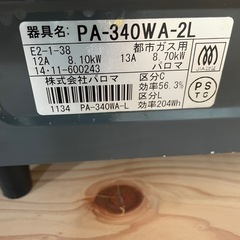 器具名: PA-340WA-2L
E2-1-38 都市ガス用
12A 8.10kW 13A 8.70kW
14·11-600243 パロマ
株式会社パロマ 区分C
効率56.3%
1134 PA-340WA-L 区分L
効率204Wh
PS
TC